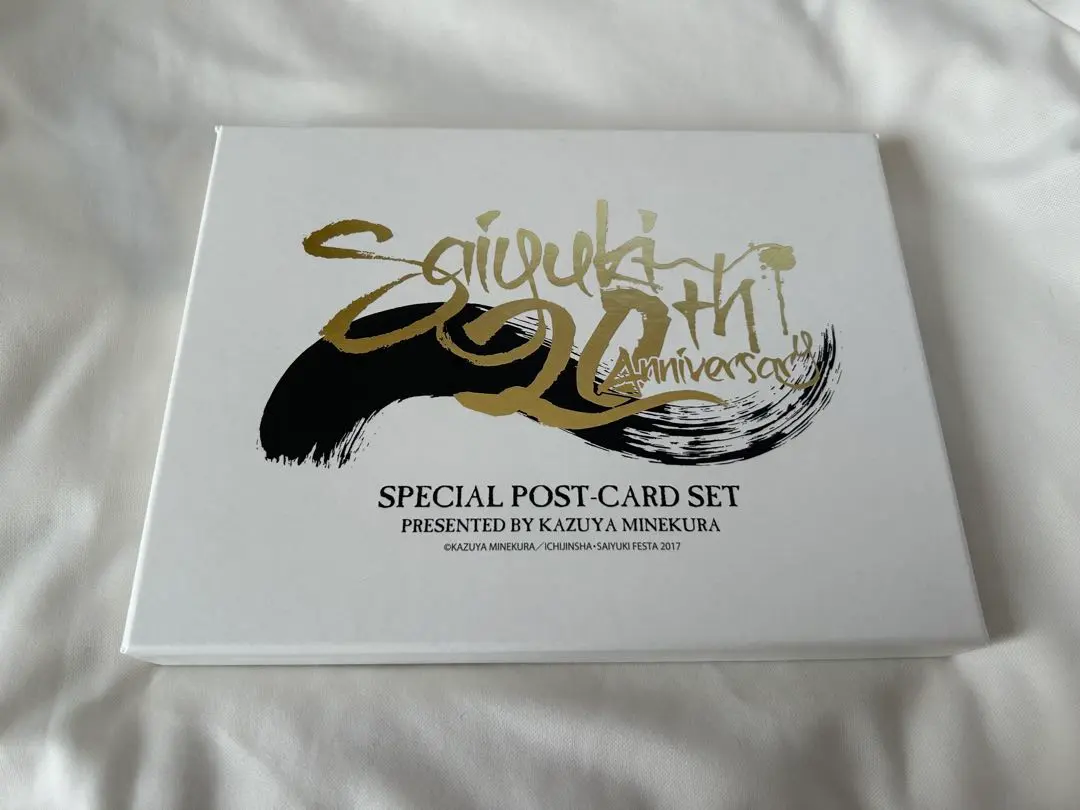 Saiyuki
20th
Anniversary
SPECIAL POST-CARD SET
PRESENTED BY KAZUYA MINEKURA
©KAZUYA MINEKURA／ICHIJINSHA・SAIYUKI FESTA 2017